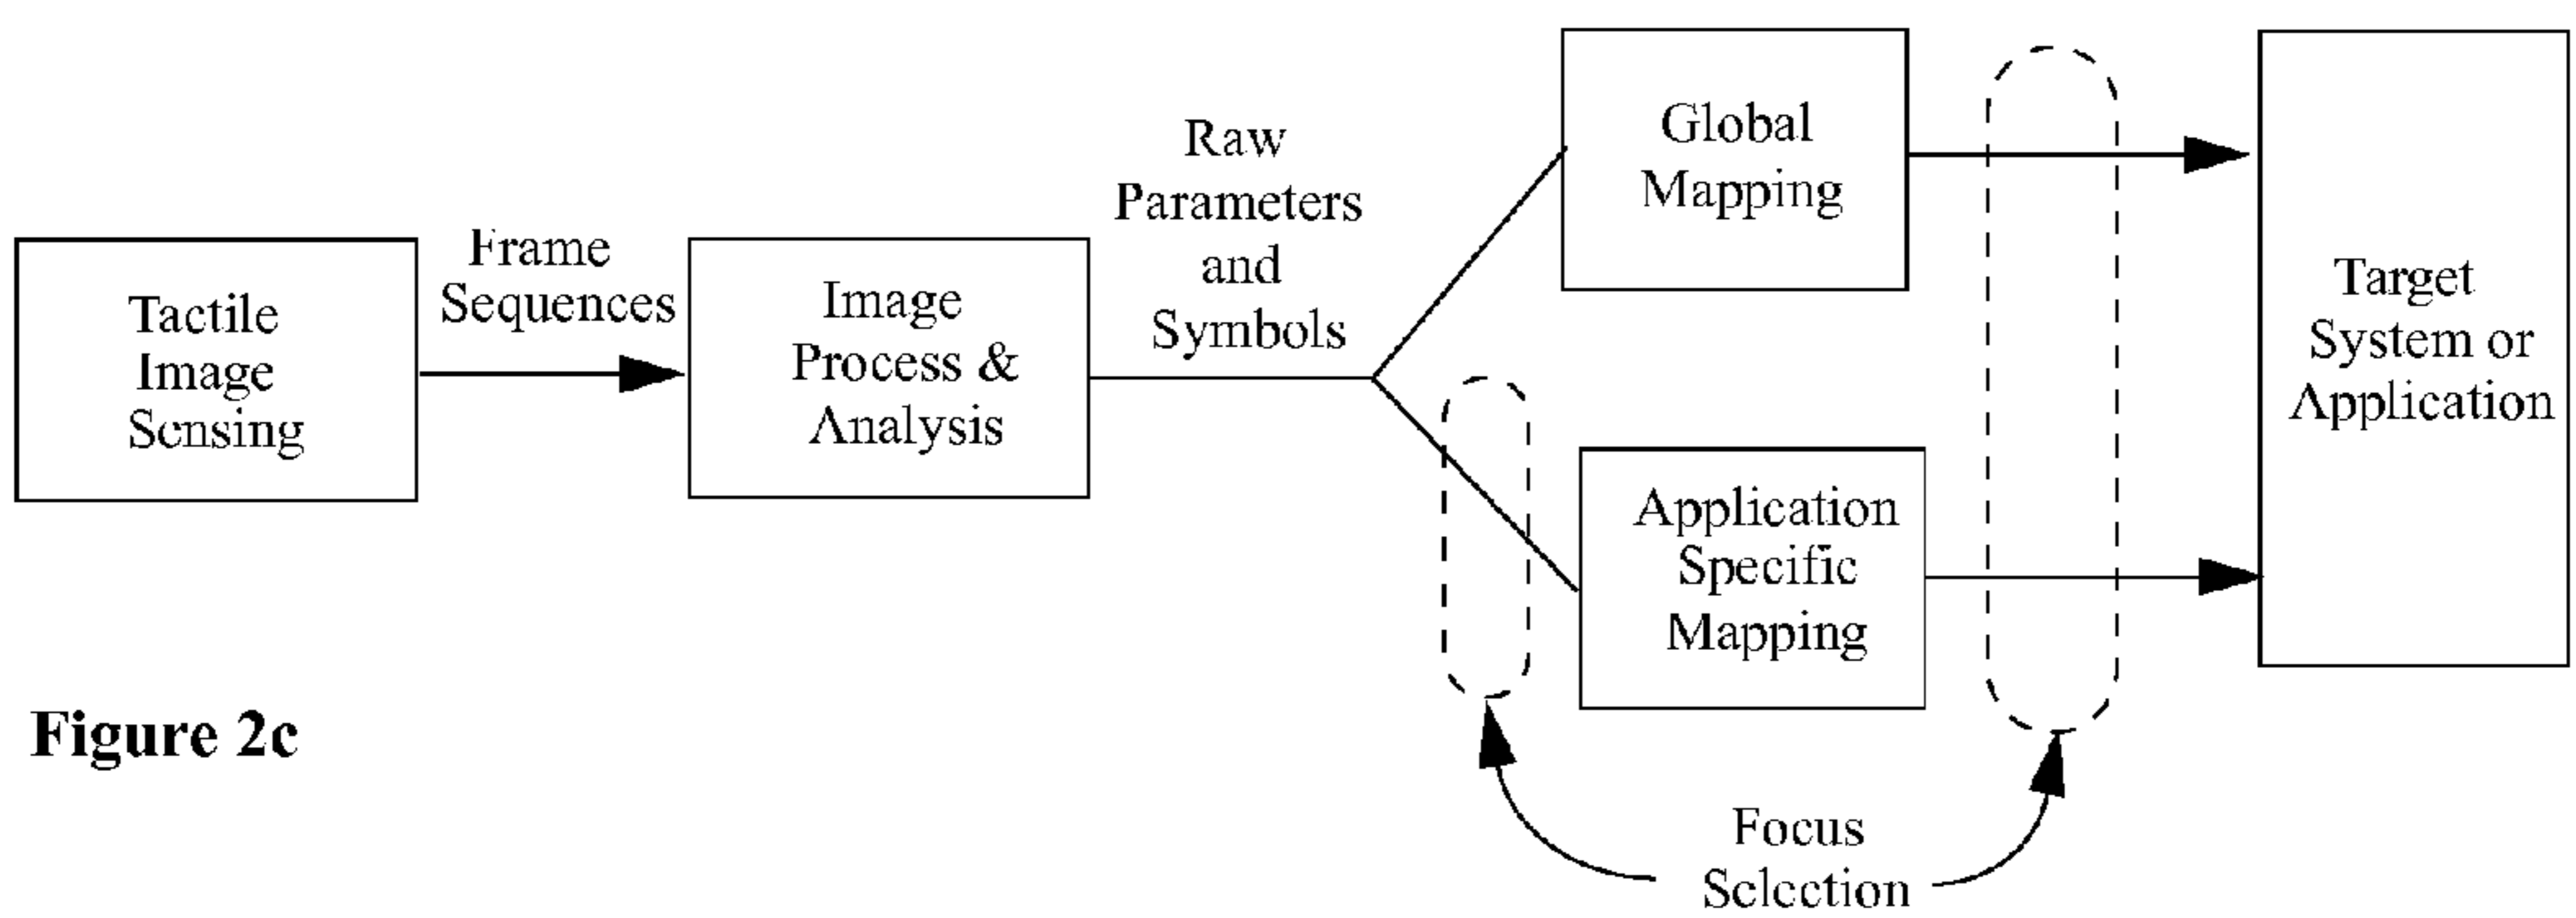 Tactile
Image
Sensing
Frame
Sequences
Image
Process &
Analysis
Raw
Parameters
and
Symbols
Global
Mapping
Application
Specific
Mapping
Target
System or
Application
Focus
Selection
Figure 2c